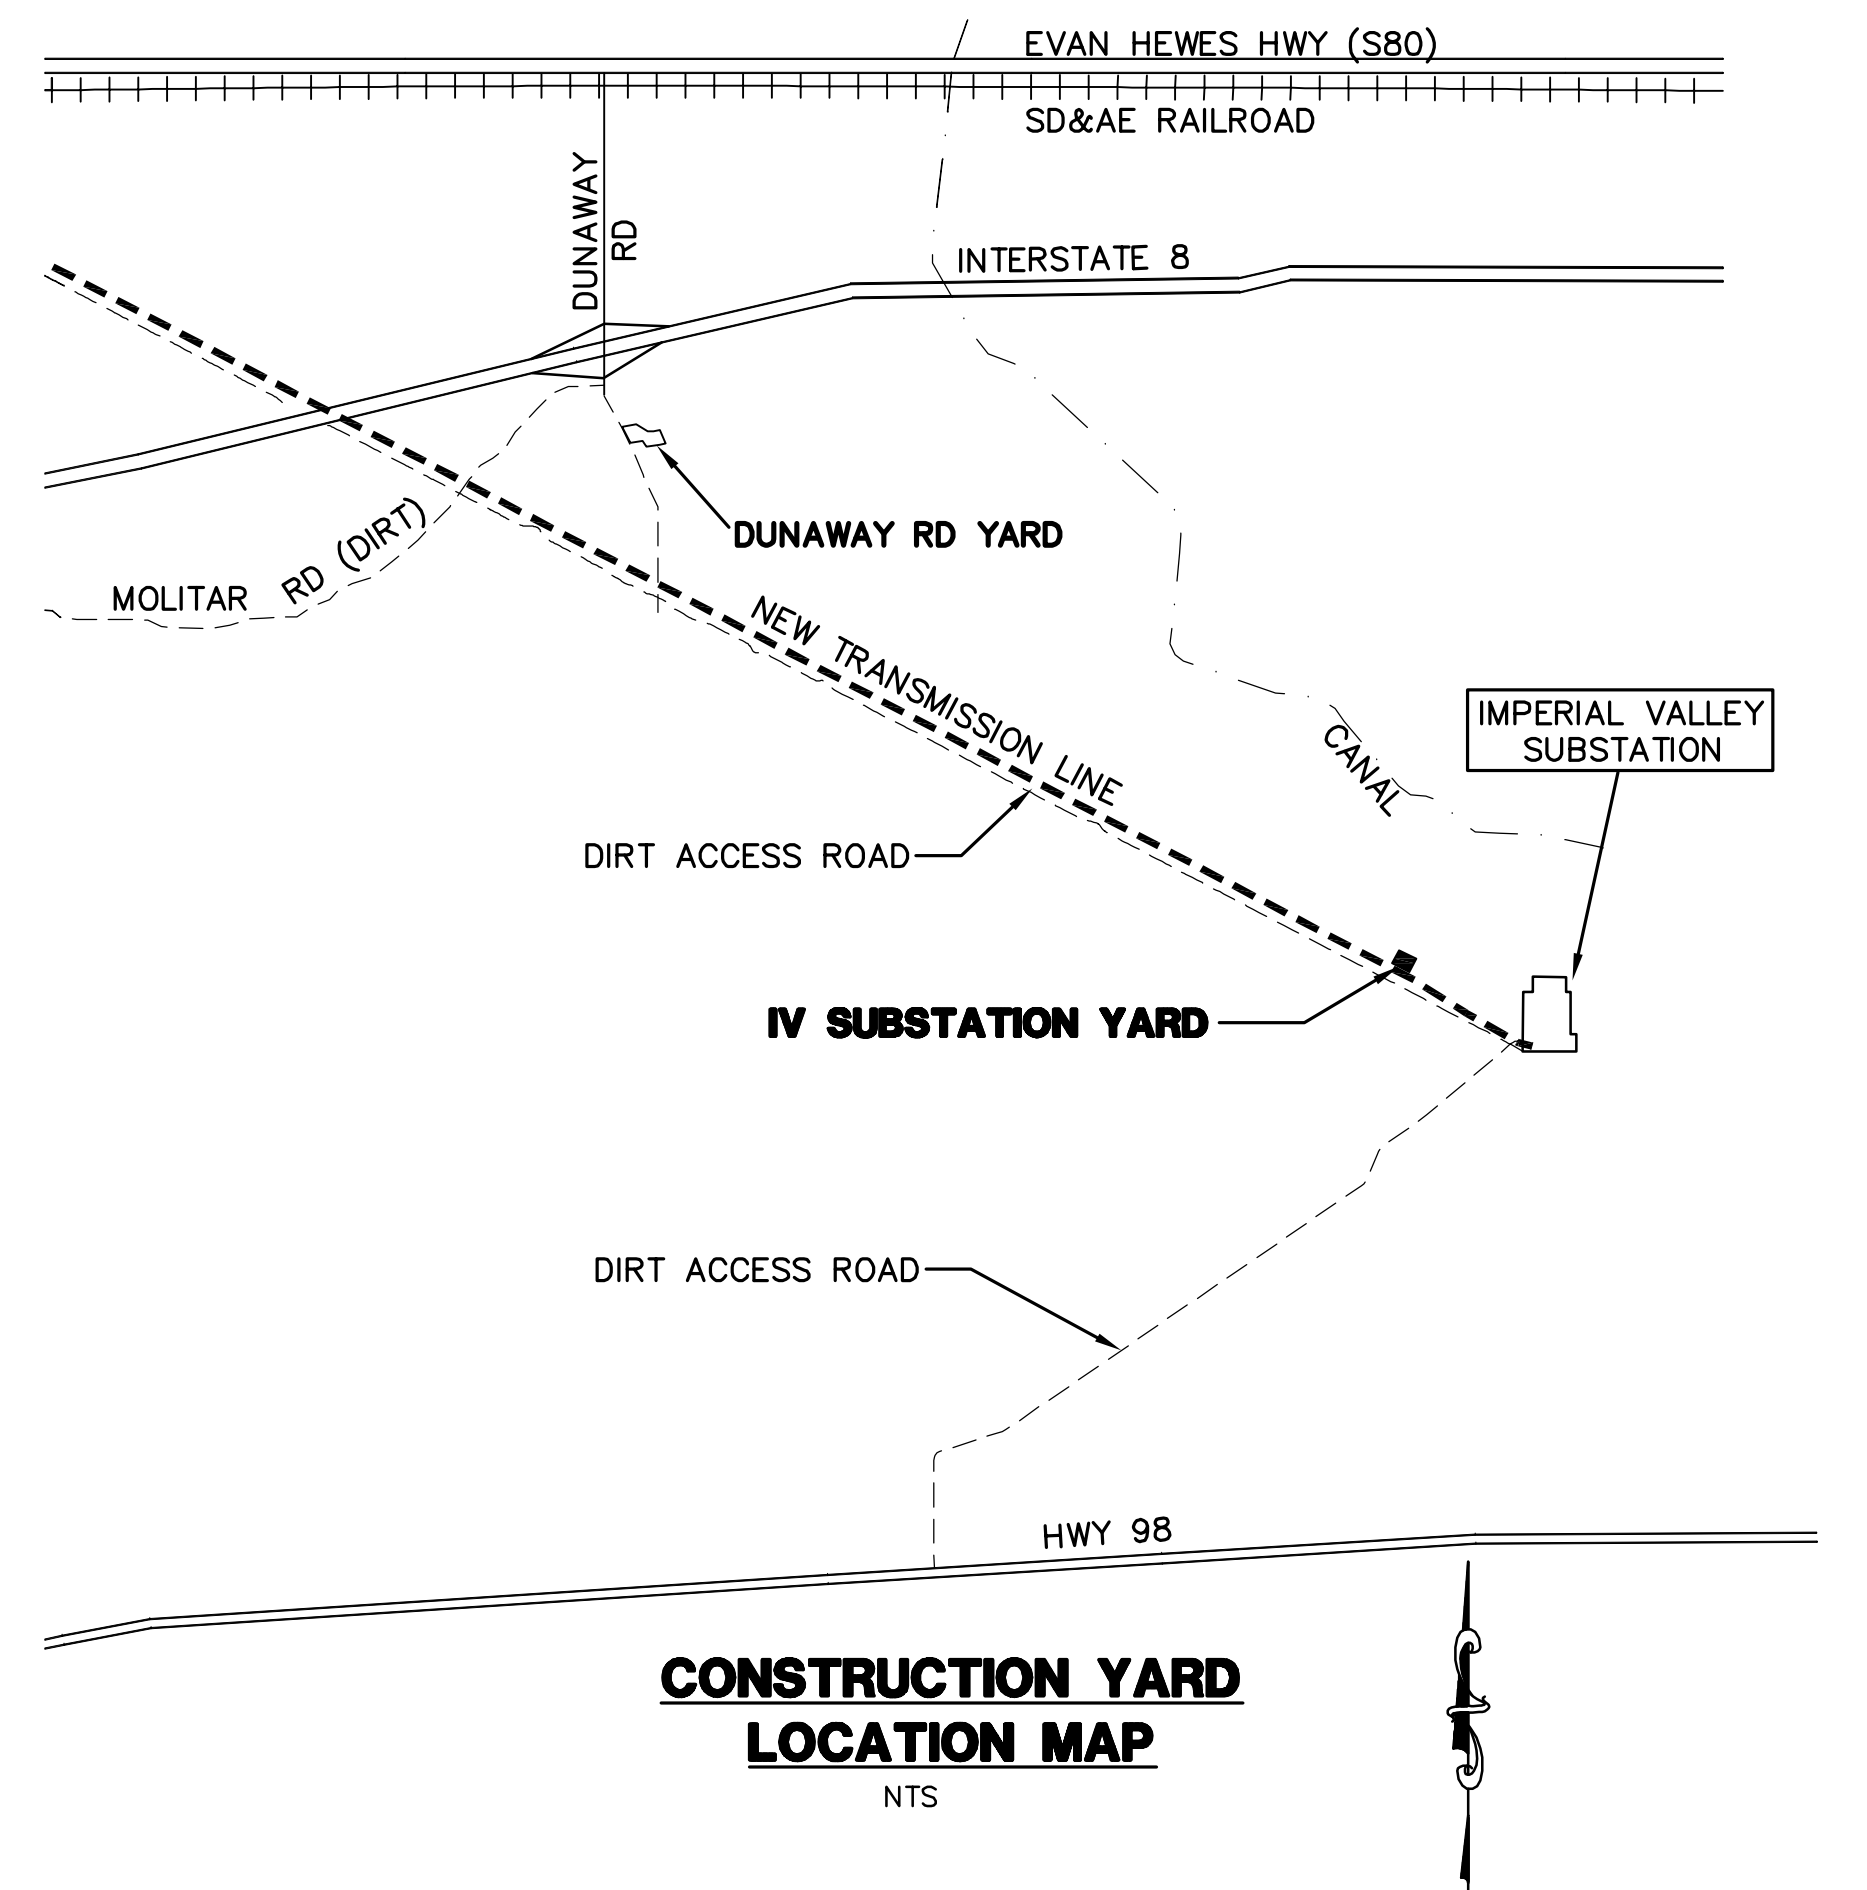 EVAN HEWES HWY (S80)
SD&AE RAILROAD
DUNAWAY
RD
INTERSTATE 8
DUNAWAY RD YARD
MOLITAR RD (DIRT)
NEW TRANSMISSION LINE
CANAL
IMPERIAL VALLEY
SUBSTATION
DIRT ACCESS ROAD
IV SUBSTATION YARD
DIRT ACCESS ROAD
HWY 98
CONSTRUCTION YARD
LOCATION MAP
NTS